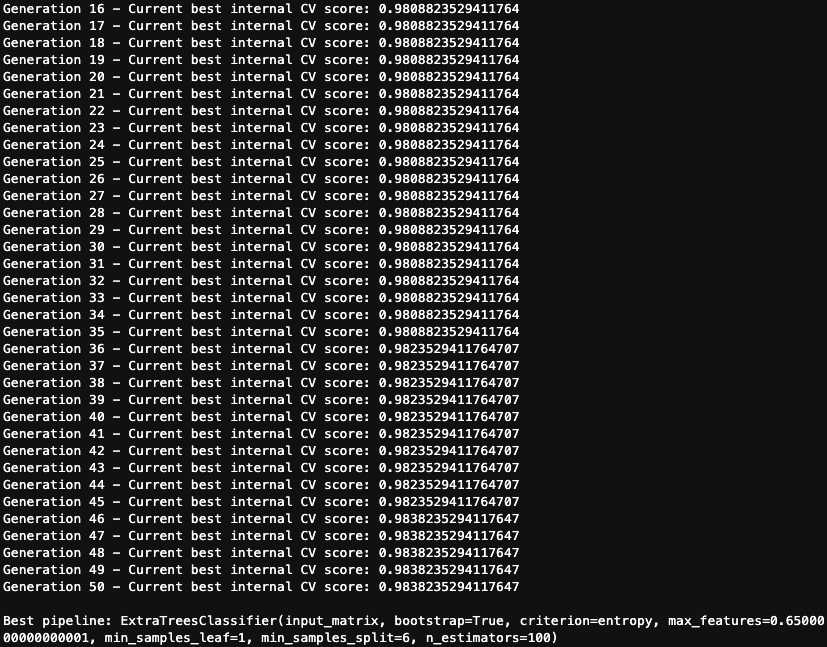 Generation 16 – Current best internal CV score: 0.9808823529411764
Generation 17 – Current best internal CV score: 0.9808823529411764
Generation 18 – Current best internal CV score: 0.9808823529411764
Generation 19 – Current best internal CV score: 0.9808823529411764
Generation 20 – Current best internal CV score: 0.9808823529411764
Generation 21 – Current best internal CV score: 0.9808823529411764
Generation 22 – Current best internal CV score: 0.9808823529411764
Generation 23 – Current best internal CV score: 0.9808823529411764
Generation 24 – Current best internal CV score: 0.9808823529411764
Generation 25 – Current best internal CV score: 0.9808823529411764
Generation 26 – Current best internal CV score: 0.9808823529411764
Generation 27 – Current best internal CV score: 0.9808823529411764
Generation 28 – Current best internal CV score: 0.9808823529411764
Generation 29 – Current best internal CV score: 0.9808823529411764
Generation 30 – Current best internal CV score: 0.9808823529411764
Generation 31 – Current best internal CV score: 0.9808823529411764
Generation 32 – Current best internal CV score: 0.9808823529411764
Generation 33 – Current best internal CV score: 0.9808823529411764
Generation 34 – Current best internal CV score: 0.9808823529411764
Generation 35 – Current best internal CV score: 0.9808823529411764
Generation 36 – Current best internal CV score: 0.9823529411764707
Generation 37 – Current best internal CV score: 0.9823529411764707
Generation 38 – Current best internal CV score: 0.9823529411764707
Generation 39 – Current best internal CV score: 0.9823529411764707
Generation 40 – Current best internal CV score: 0.9823529411764707
Generation 41 – Current best internal CV score: 0.9823529411764707
Generation 42 – Current best internal CV score: 0.9823529411764707
Generation 43 – Current best internal CV score: 0.9823529411764707
Generation 44 – Current best internal CV score: 0.9823529411764707
Generation 45 – Current best internal CV score: 0.9823529411764707
Generation 46 – Current best internal CV score: 0.9838235294117647
Generation 47 – Current best internal CV score: 0.9838235294117647
Generation 48 – Current best internal CV score: 0.9838235294117647
Generation 49 – Current best internal CV score: 0.9838235294117647
Generation 50 – Current best internal CV score: 0.9838235294117647
Best pipeline: ExtraTreesClassifier(input_matrix, bootstrap=True, criterion=entropy, max_features=0.65000
00000000001, min_samples_leaf=1, min_samples_split=6, n_estimators=100)